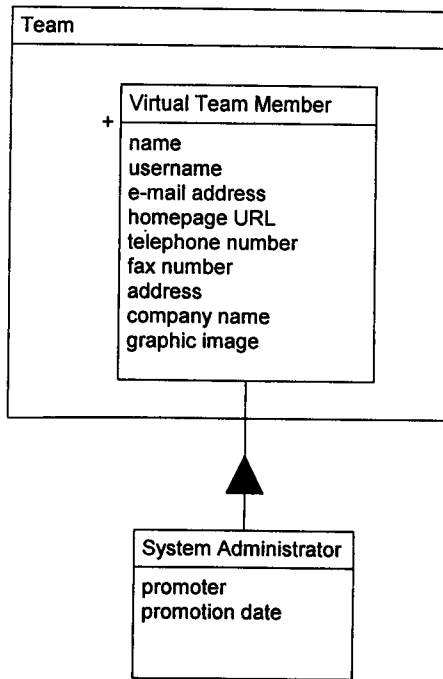 Team
Virtual Team Member
+
name
username
e-mail address
homepage URL
telephone number
fax number
address
company name
graphic image
System Administrator
promoter
promotion date